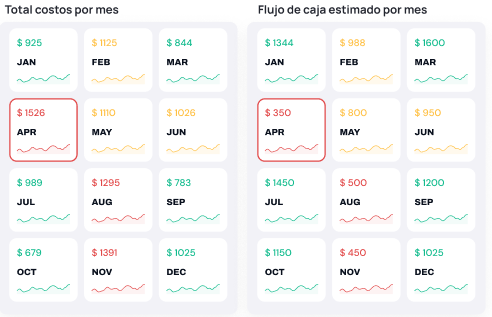 Total costos por mes
$ 925 $ 1125 $ 844
JAN FEB MAR
$ 1526 $ 1110 $ 1026
APR MAY JUN
$ 989 $ 1295 $ 783
JUL AUG SEP
$ 679 $ 1391 $ 1025
OCT NOV DEC
Flujo de caja estimado por mes
$ 1344 $ 988 $ 1600
JAN FEB MAR
$ 350 $ 800 $ 950
APR MAY JUN
$ 1450 $ 500 $ 1200
JUL AUG SEP
$ 1150 $ 450 $ 1025
OCT NOV DEC